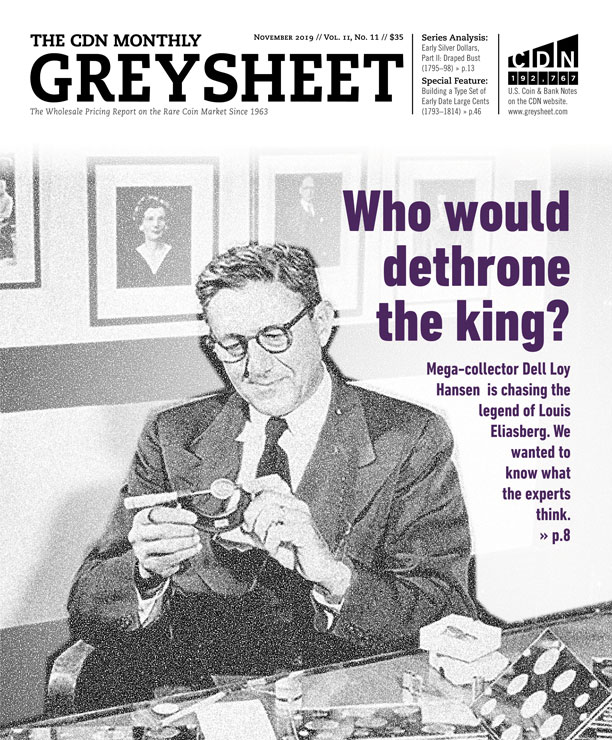 THE CDN MONTHLY
November 2019 // Vol. 11, No. 11 // $35
GREYSHEET
The Wholesale Pricing Report on the Rare Coin Market Since 1963
Series Analysis:
Early Silver Dollars,
Part II: Draped Bust
(1795–98) » p.13
Special Feature:
Building a Type Set of
Early Date Large Cents
(1793–1814) » p.46
CDN
192.767
U.S. Coin & Bank Notes
on the CDN website.
www.greysheet.com
Who would
dethrone
the king?
Mega-collector Dell Loy
Hansen is chasing the
legend of Louis
Eliasberg. We
wanted to
know what
the experts
think.
» p.8